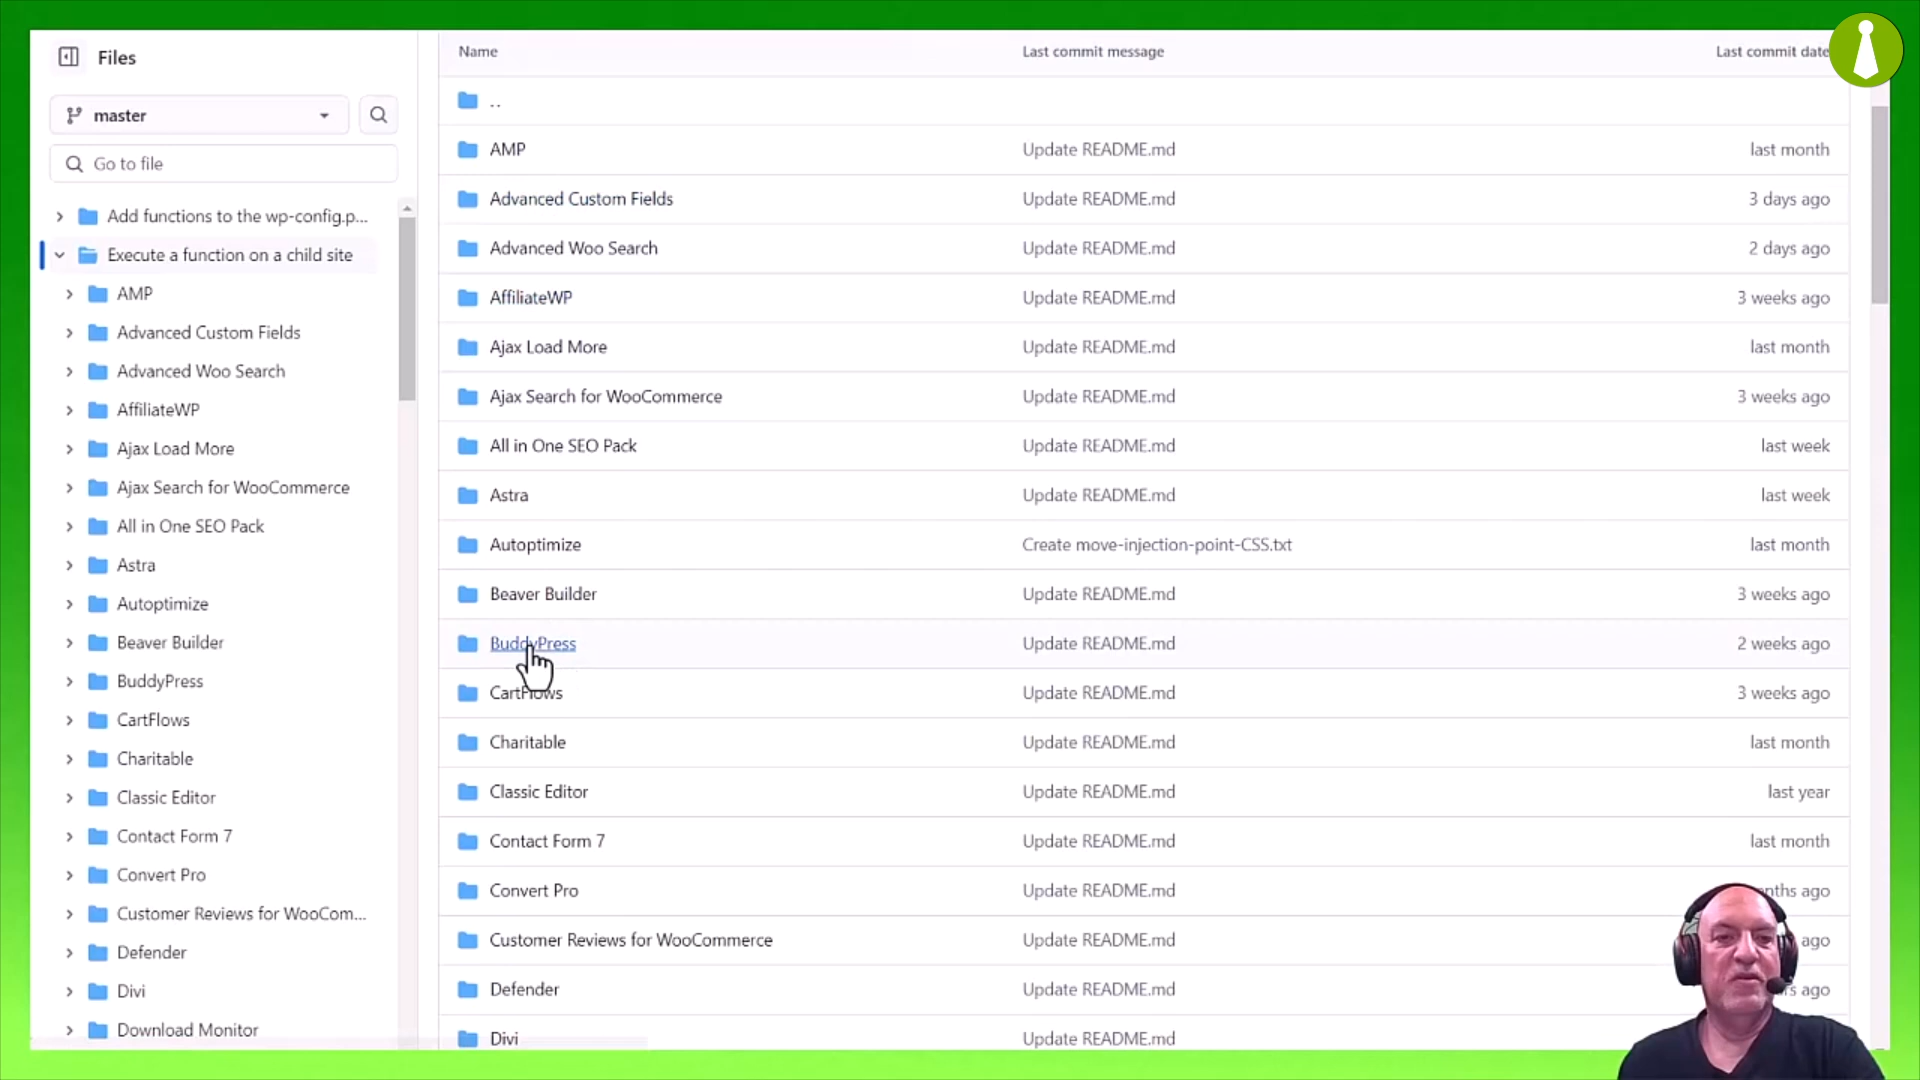 Files
master
Go to file
Add functions to the wp-config.p...
Execute a function on a child site
AMP
Advanced Custom Fields
Advanced Woo Search
AffiliateWP
Ajax Load More
Ajax Search for WooCommerce
All in One SEO Pack
Astra
Autoptimize
Beaver Builder
BuddyPress
CartFlows
Charitable
Classic Editor
Contact Form 7
Convert Pro
Customer Reviews for WooCom...
Defender
Divi
Download Monitor
Name Last commit message Last commit date
..
AMP Update README.md last month
Advanced Custom Fields Update README.md 3 days ago
Advanced Woo Search Update README.md 2 days ago
AffiliateWP Update README.md 3 weeks ago
Ajax Load More Update README.md last month
Ajax Search for WooCommerce Update README.md 3 weeks ago
All in One SEO Pack Update README.md last week
Astra Update README.md last week
Autoptimize Create move-injection-point-CSS.txt last month
Beaver Builder Update README.md 3 weeks ago
BuddyPress Update README.md 2 weeks ago
CartFlows Update README.md 3 weeks ago
Charitable Update README.md last month
Classic Editor Update README.md last year
Contact Form 7 Update README.md last month
Convert Pro Update README.md ago
Customer Reviews for WooCommerce Update README.md ago
Defender Update README.md ago
Divi Update README.md